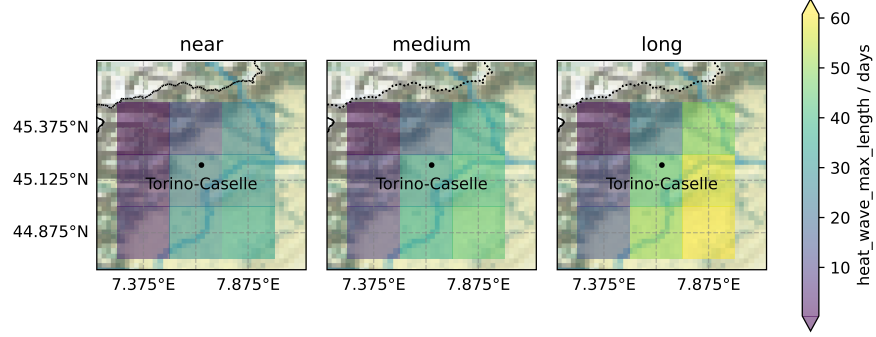 near
medium
long
45.375°N
45.125°N
44.875°N
Torino-Caselle
Torino-Caselle
Torino-Caselle
7.375°E
7.875°E
7.375°E
7.875°E
7.375°E
7.875°E
60
50
40
30
20
10
heat_wave_max_length / days